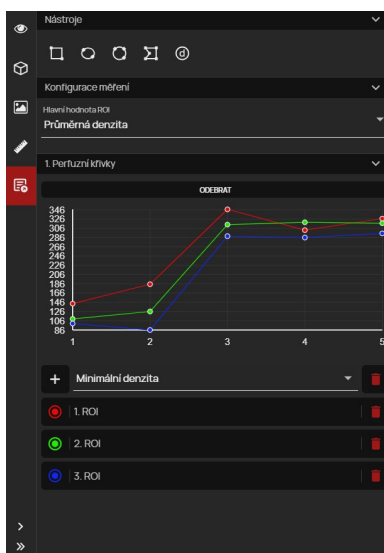 Nástroje
d
Konfigurace měření
Hlavní hodnota ROI
Průměrná denzita
1. Perfuzní křivky
ODEBRAT
346
326
306
286
266
246
226
206
186
166
146
126
106
86
1 2 3 4 5
+ Minimální denzita
1. ROI
2. ROI
3. ROI